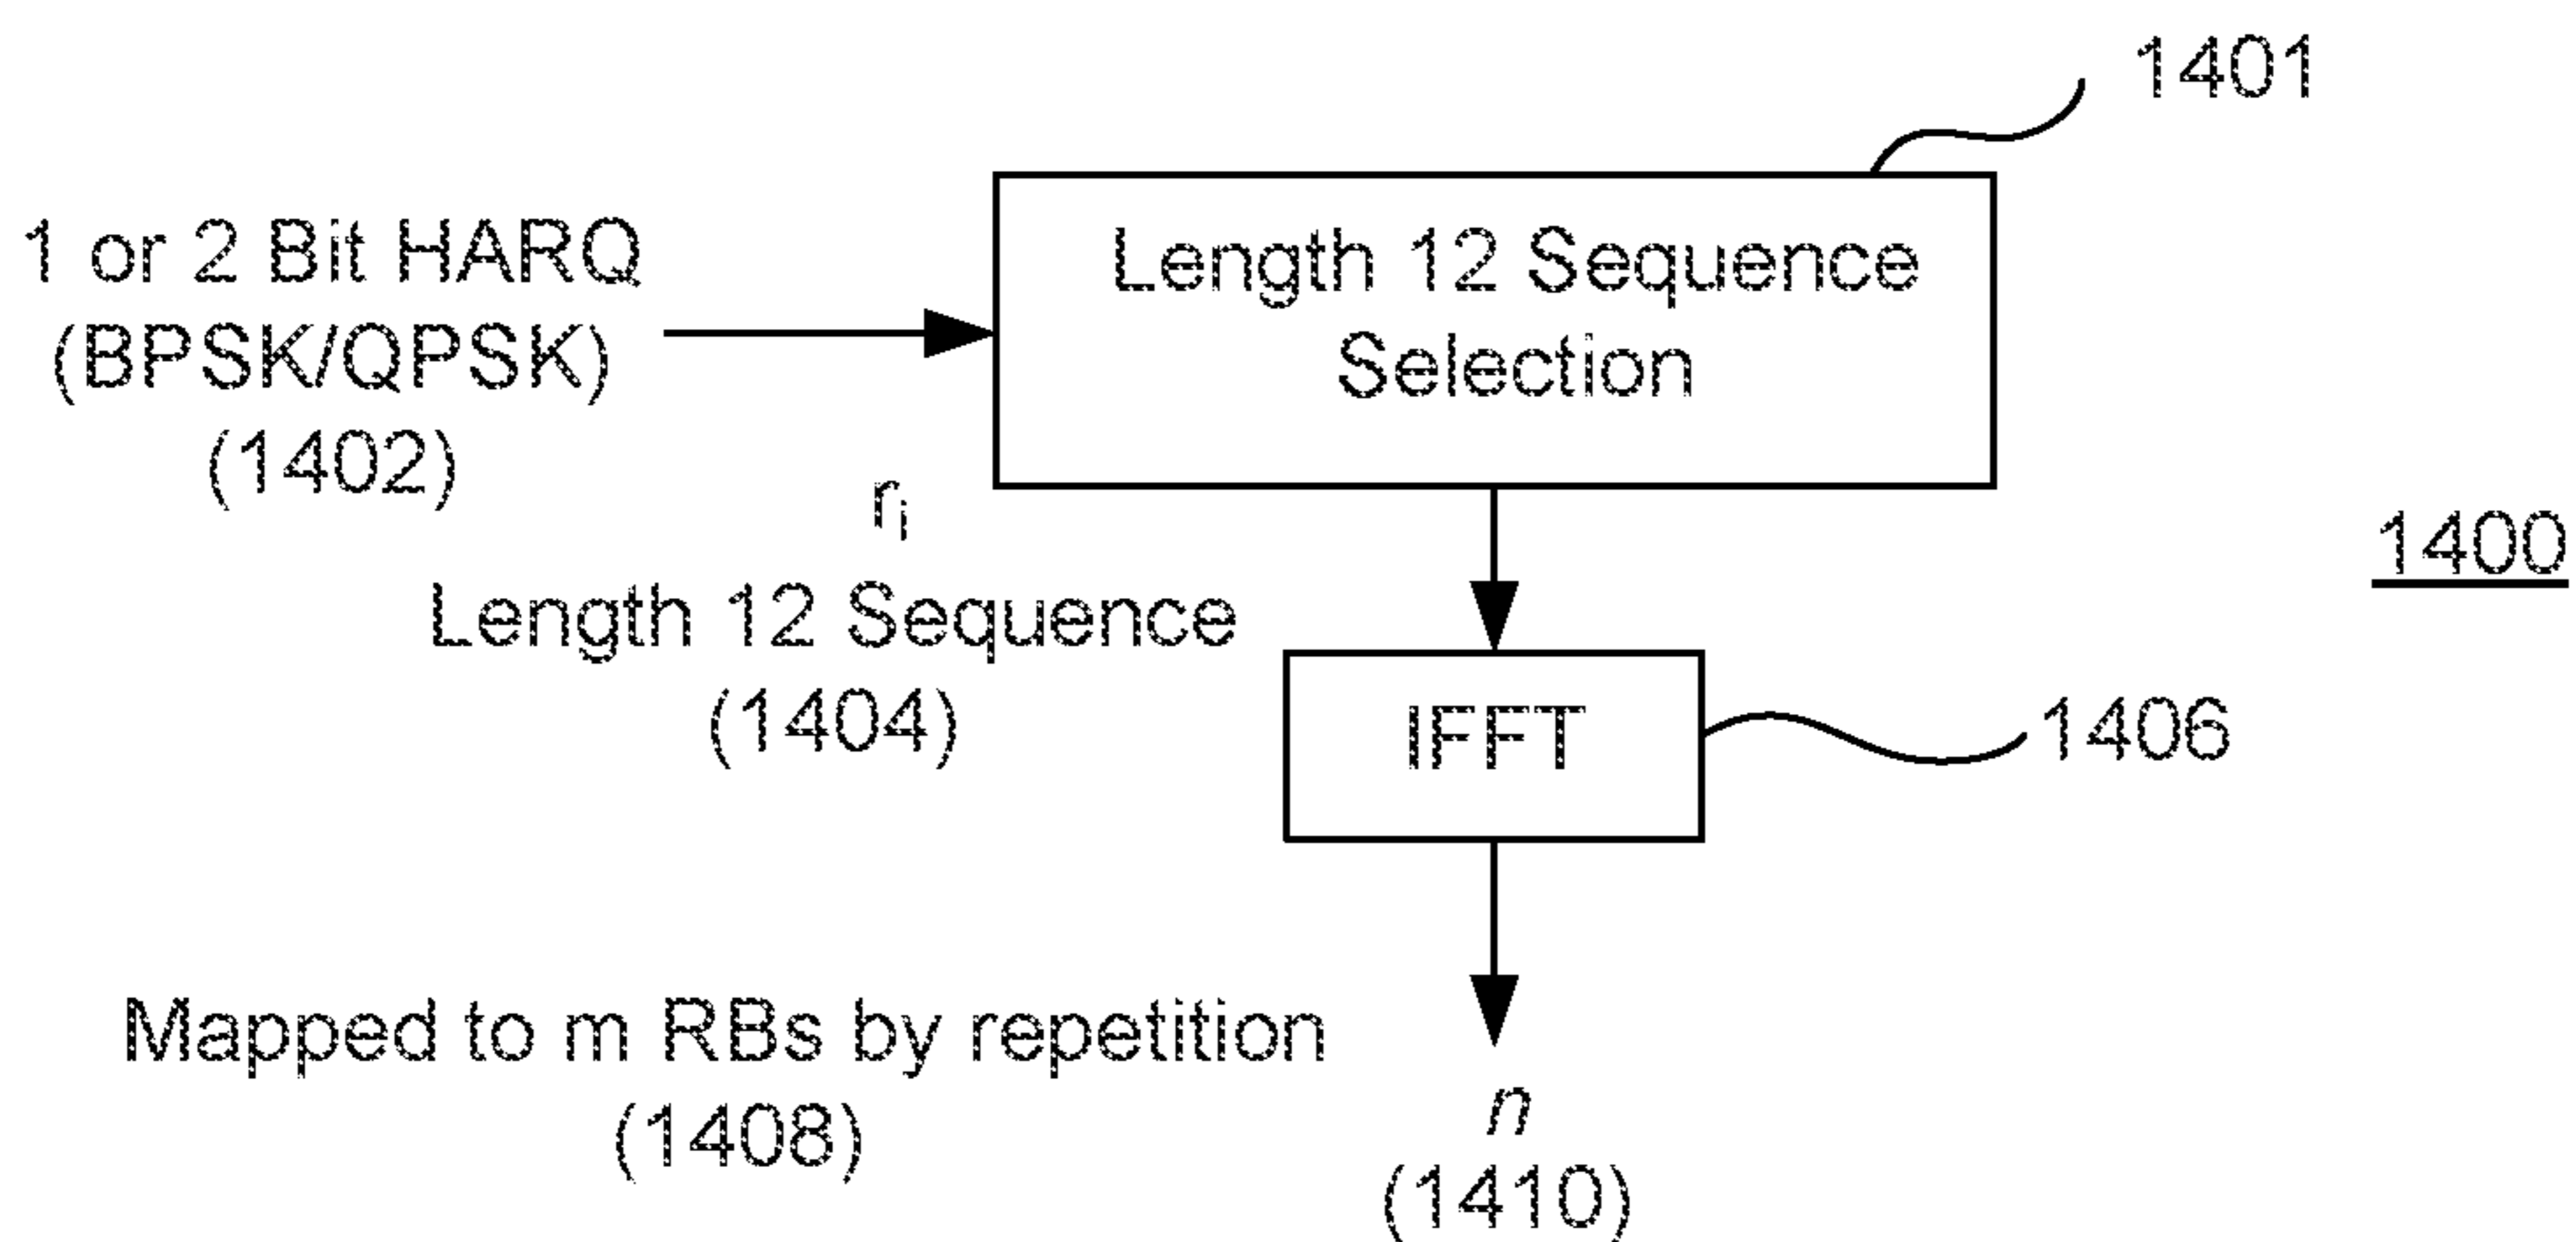 1401
1 or 2 Bit HARQ
(BPSK/QPSK)
(1402)
Length 12 Sequence
Selection
rᵢ
Length 12 Sequence
(1404)
1400
IFFT
1406
Mapped to m RBs by repetition
(1408)
n
(1410)